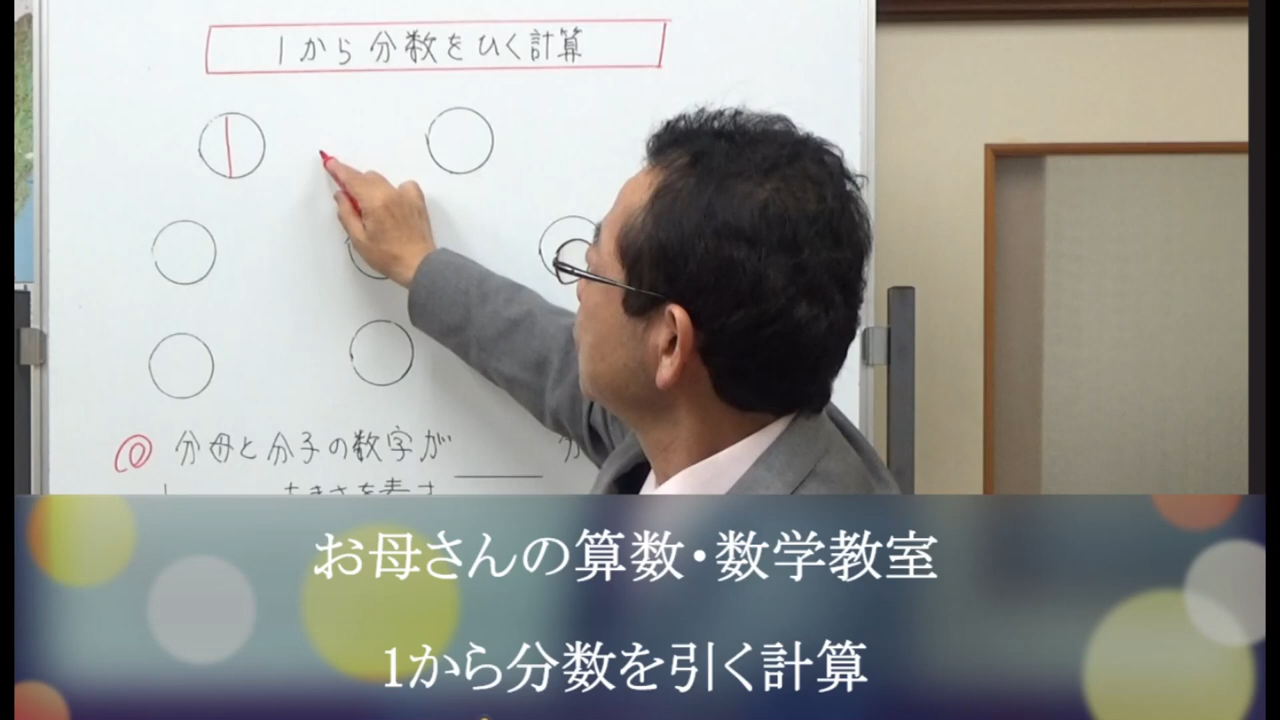 1から分数をひく計算
◎ 分母と分子の数字が
お母さんの算数・数学教室
1から分数を引く計算